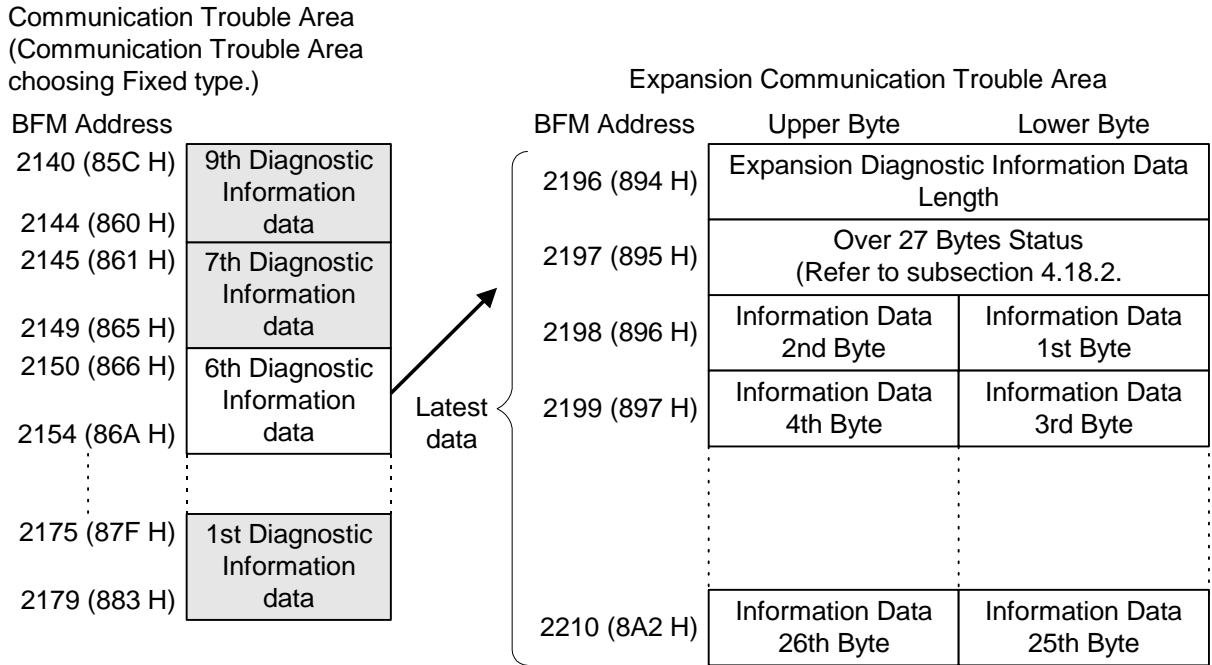 Communication Trouble Area
(Communication Trouble Area
choosing Fixed type.)
BFM Address
2140 (85C H)
2144 (860 H)
9th Diagnostic
Information
data
2145 (861 H)
2149 (865 H)
7th Diagnostic
Information
data
2150 (866 H)
2154 (86A H)
6th Diagnostic
Information
data
2175 (87F H)
2179 (883 H)
1st Diagnostic
Information
data
Latest
data
Expansion Communication Trouble Area
BFM Address Upper Byte Lower Byte
2196 (894 H)
Expansion Diagnostic Information Data
Length
2197 (895 H)
Over 27 Bytes Status
(Refer to subsection 4.18.2.
2198 (896 H)
Information Data
2nd Byte
Information Data
1st Byte
2199 (897 H)
Information Data
4th Byte
Information Data
3rd Byte
2210 (8A2 H)
Information Data
26th Byte
Information Data
25th Byte